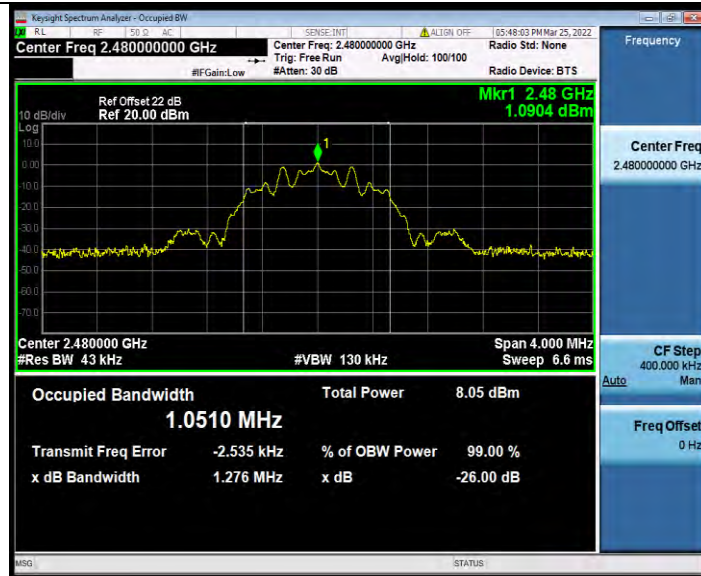 Keysight Spectrum Analyzer - Occupied BW
RL RF 50 Ω AC SENSE:INT ALIGN OFF 05:48:03 PM Mar 25, 2022
Center Freq 2.480000000 GHz
Center Freq: 2.480000000 GHz
Radio Std: None
Trig: Free Run Avg|Hold: 100/100
#IFGain:Low #Atten: 30 dB Radio Device: BTS
Frequency
Ref Offset 22 dB
Mkr1 2.48 GHz
10 dB/div Ref 20.00 dBm
1.0904 dBm
Log
10.0
0.00
-10.0
-20.0
-30.0
-40.0
-50.0
-60.0
-70.0
1
Center Freq
2.480000000 GHz
Center 2.480000 GHz Span 4.000 MHz
#Res BW 43 kHz #VBW 130 kHz Sweep 6.6 ms
CF Step
400.000 kHz
Auto Man
Occupied Bandwidth Total Power 8.05 dBm
1.0510 MHz
Transmit Freq Error -2.535 kHz % of OBW Power 99.00 %
x dB Bandwidth 1.276 MHz x dB -26.00 dB
Freq Offset
0 Hz
MSG STATUS